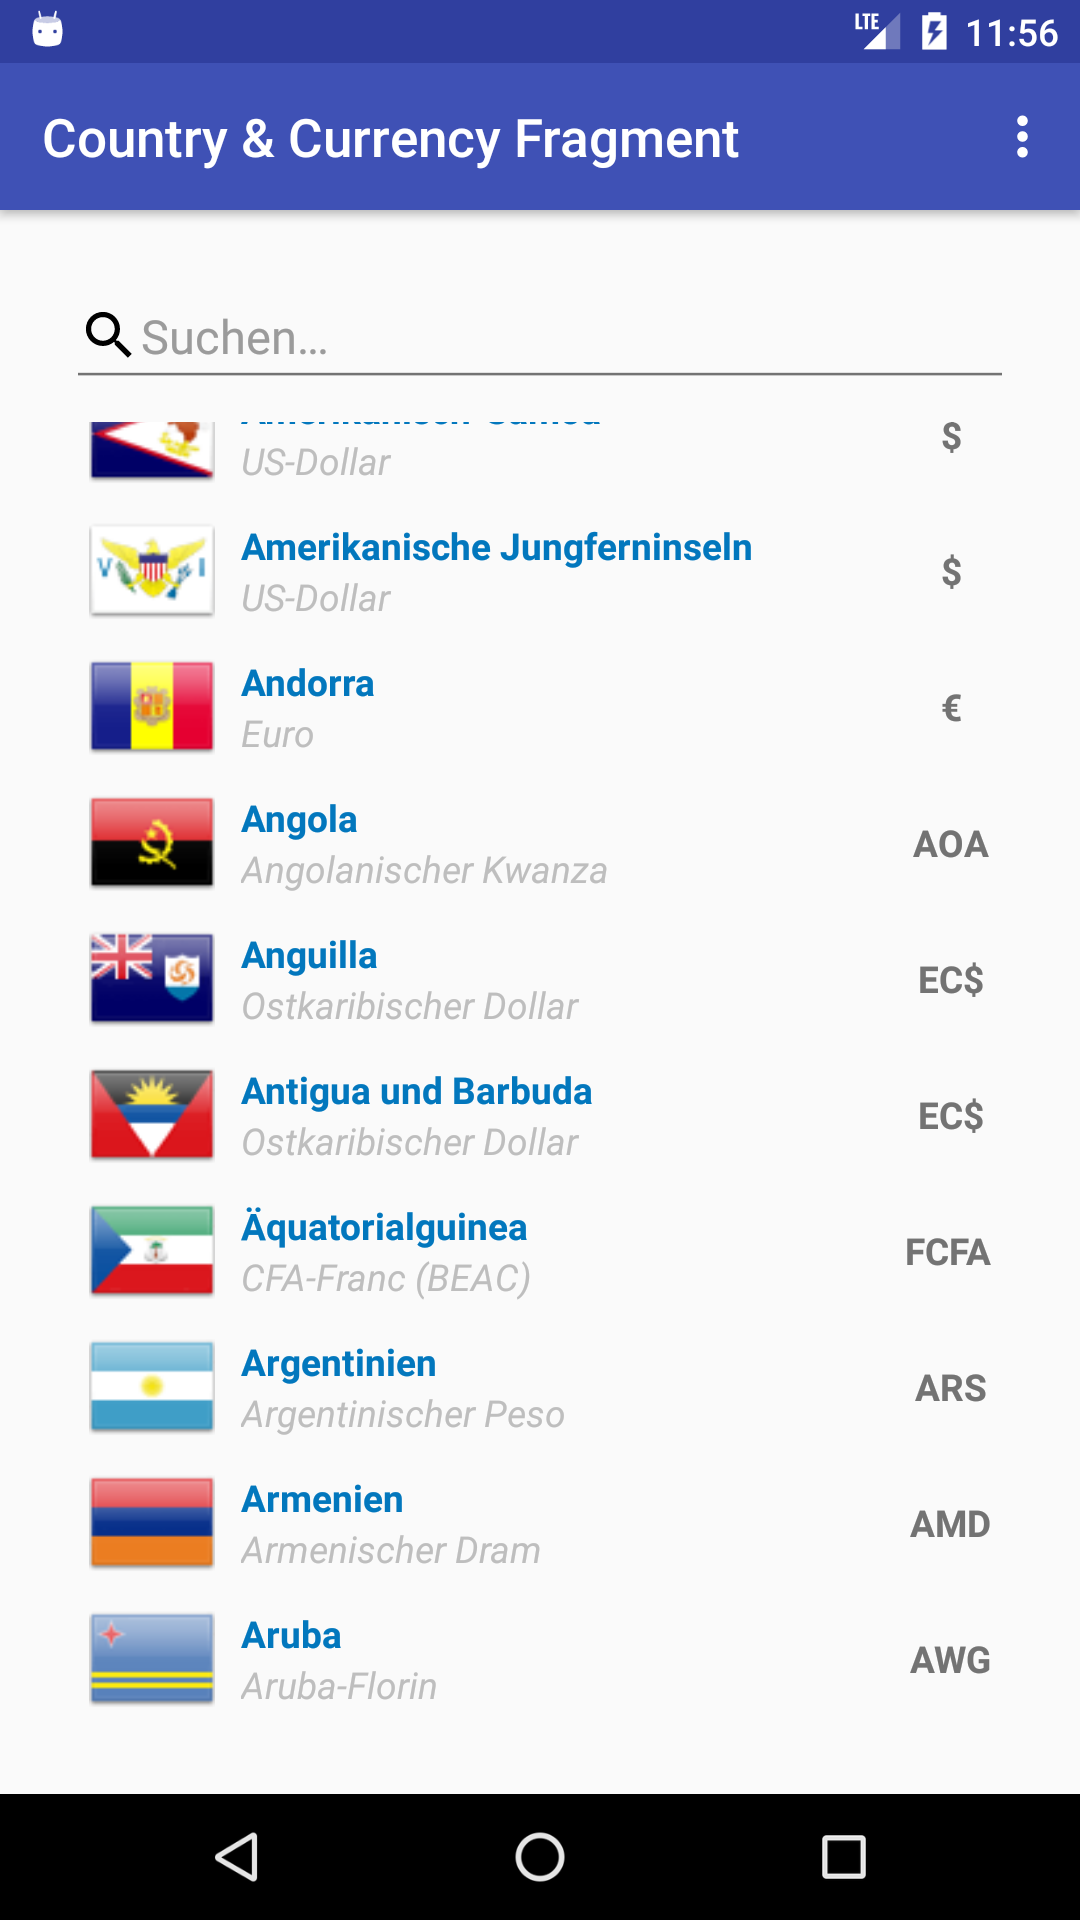 LTE 11:56
Country & Currency Fragment
Suchen...
$
US-Dollar
Amerikanische Jungferninseln
$
US-Dollar
Andorra
€
Euro
Angola
AOA
Angolanischer Kwanza
Anguilla
EC$
Ostkaribischer Dollar
Antigua und Barbuda
EC$
Ostkaribischer Dollar
Äquatorialguinea
FCFA
CFA-Franc (BEAC)
Argentinien
ARS
Argentinischer Peso
Armenien
AMD
Armenischer Dram
Aruba
AWG
Aruba-Florin